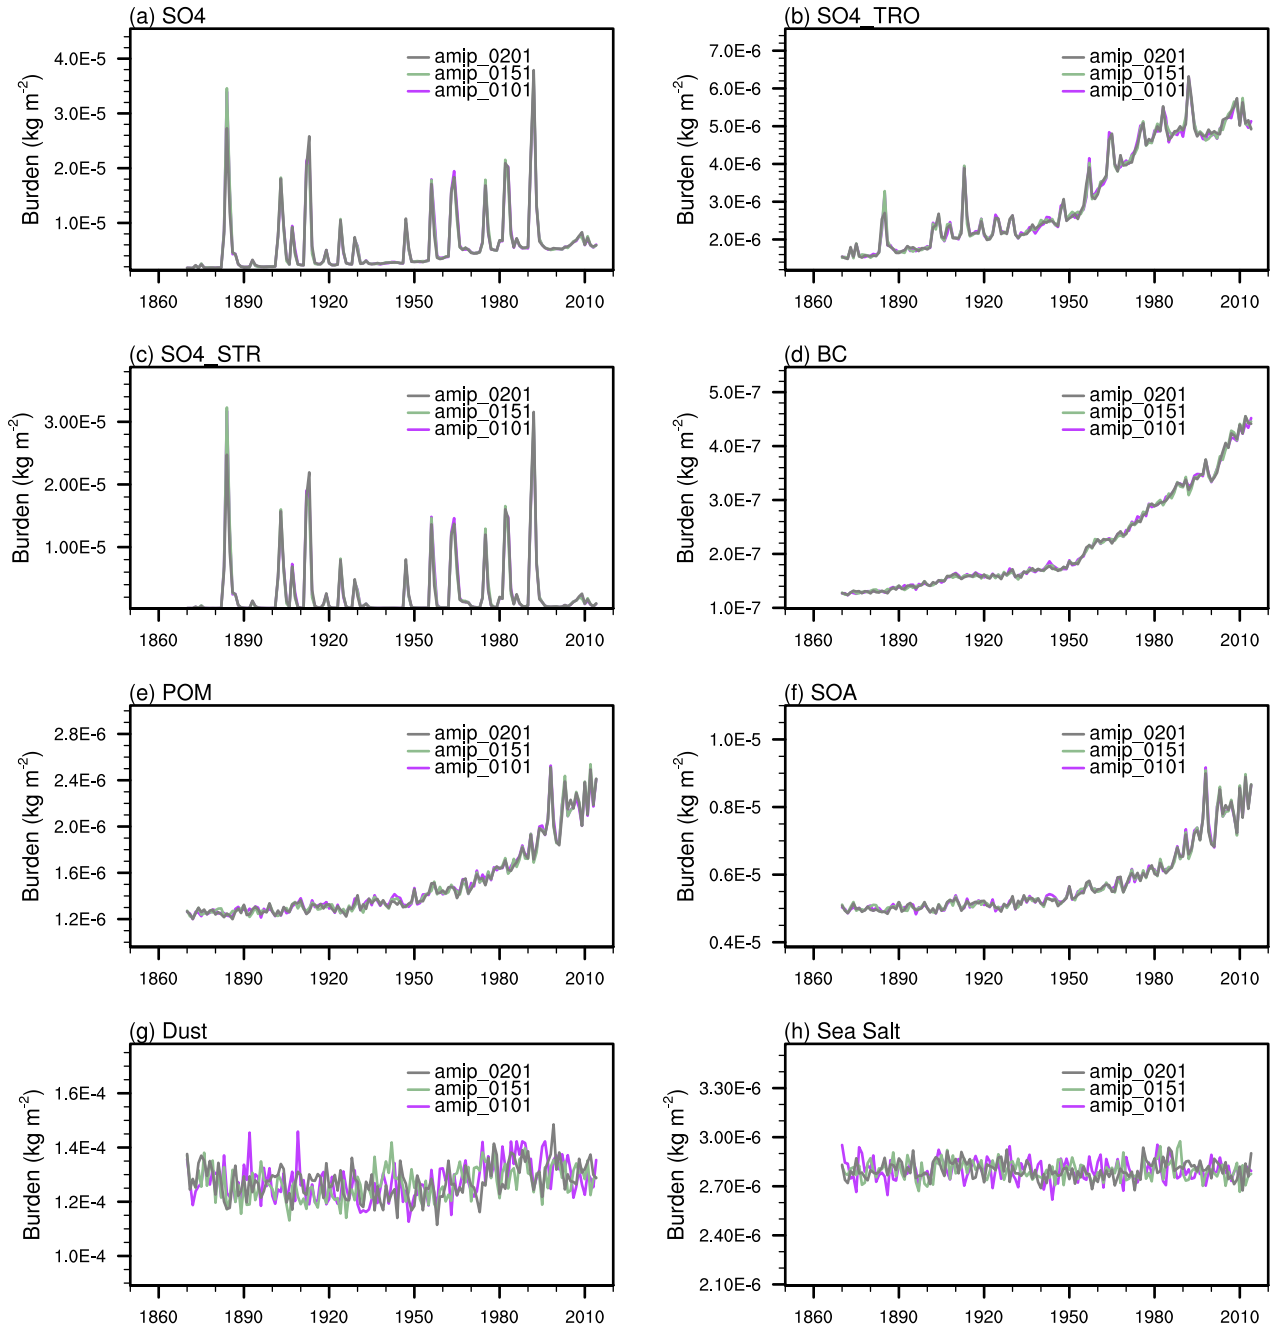 (a) SO4
amip_0201
amip_0151
amip_0101
Burden (kg m-2)
4.0E-5
3.0E-5
2.0E-5
1.0E-5
1860 1890 1920 1950 1980 2010
(b) SO4_TRO
amip_0201
amip_0151
amip_0101
Burden (kg m-2)
7.0E-6
6.0E-6
5.0E-6
4.0E-6
3.0E-6
2.0E-6
1860 1890 1920 1950 1980 2010
(c) SO4_STR
amip_0201
amip_0151
amip_0101
Burden (kg m-2)
3.00E-5
2.00E-5
1.00E-5
1860 1890 1920 1950 1980 2010
(d) BC
amip_0201
amip_0151
amip_0101
Burden (kg m-2)
5.0E-7
4.0E-7
3.0E-7
2.0E-7
1.0E-7
1860 1890 1920 1950 1980 2010
(e) POM
amip_0201
amip_0151
amip_0101
Burden (kg m-2)
2.8E-6
2.4E-6
2.0E-6
1.6E-6
1.2E-6
1860 1890 1920 1950 1980 2010
(f) SOA
amip_0201
amip_0151
amip_0101
Burden (kg m-2)
1.0E-5
0.8E-5
0.6E-5
0.4E-5
1860 1890 1920 1950 1980 2010
(g) Dust
amip_0201
amip_0151
amip_0101
Burden (kg m-2)
1.6E-4
1.4E-4
1.2E-4
1.0E-4
1860 1890 1920 1950 1980 2010
(h) Sea Salt
amip_0201
amip_0151
amip_0101
Burden (kg m-2)
3.30E-6
3.00E-6
2.70E-6
2.40E-6
2.10E-6
1860 1890 1920 1950 1980 2010